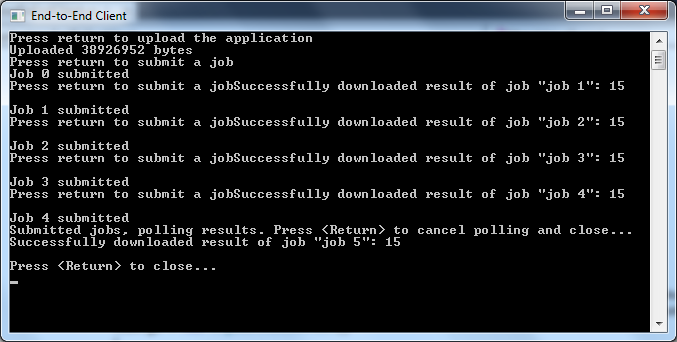 End-to-End Client
Press return to upload the application
Uploaded 38926952 bytes
Press return to submit a job
Job 0 submitted
Press return to submit a jobSuccessfully downloaded result of job "job 1": 15
Job 1 submitted
Press return to submit a jobSuccessfully downloaded result of job "job 2": 15
Job 2 submitted
Press return to submit a jobSuccessfully downloaded result of job "job 3": 15
Job 3 submitted
Press return to submit a jobSuccessfully downloaded result of job "job 4": 15
Job 4 submitted
Submitted jobs, polling results. Press <Return> to cancel polling and close...
Successfully downloaded result of job "job 5": 15
Press <Return> to close...